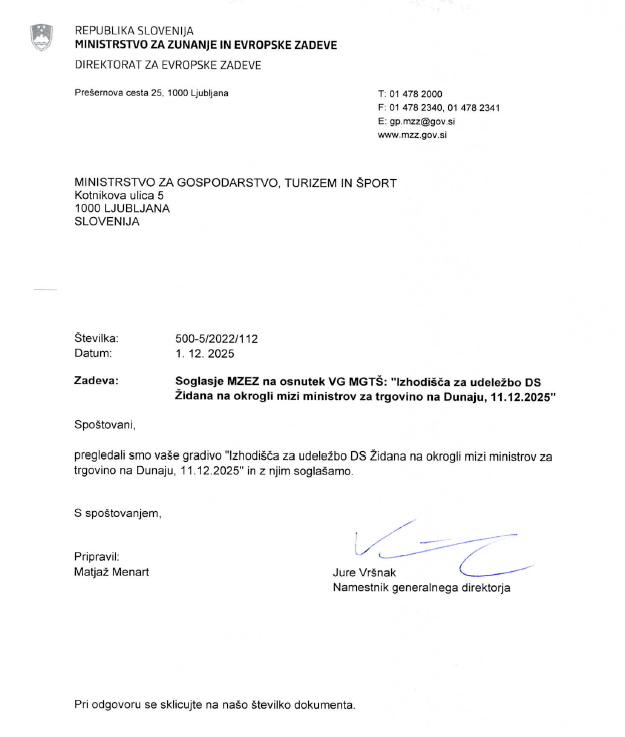 REPUBLIKA SLOVENIJA
MINISTRSTVO ZA ZUNANJE IN EVROPSKE ZADEVE
DIREKTORAT ZA EVROPSKE ZADEVE
Prešernova cesta 25, 1000 Ljubljana
T: 01 478 2000
F: 01 478 2340, 01 478 2341
E: gp.mzz@gov.si
www.mzz.gov.si
MINISTRSTVO ZA GOSPODARSTVO, TURIZEM IN ŠPORT
Kotnikova ulica 5
1000 LJUBLJANA
SLOVENIJA
Številka: 500-5/2022/112
Datum: 1. 12. 2025
Zadeva: Soglasje MZEZ na osnutek VG MGTŠ: "Izhodišča za udeležbo DS
Židana na okrogli mizi ministrov za trgovino na Dunaju, 11.12.2025"
Spoštovani,
pregledali smo vaše gradivo "Izhodišča za udeležbo DS Židana na okrogli mizi ministrov za
trgovino na Dunaju, 11.12.2025" in z njim soglašamo.
S spoštovanjem,
Pripravil:
Matjaž Menart
Jure Vršnak
Namestnik generalnega direktorja
Pri odgovoru se sklicujte na našo številko dokumenta.